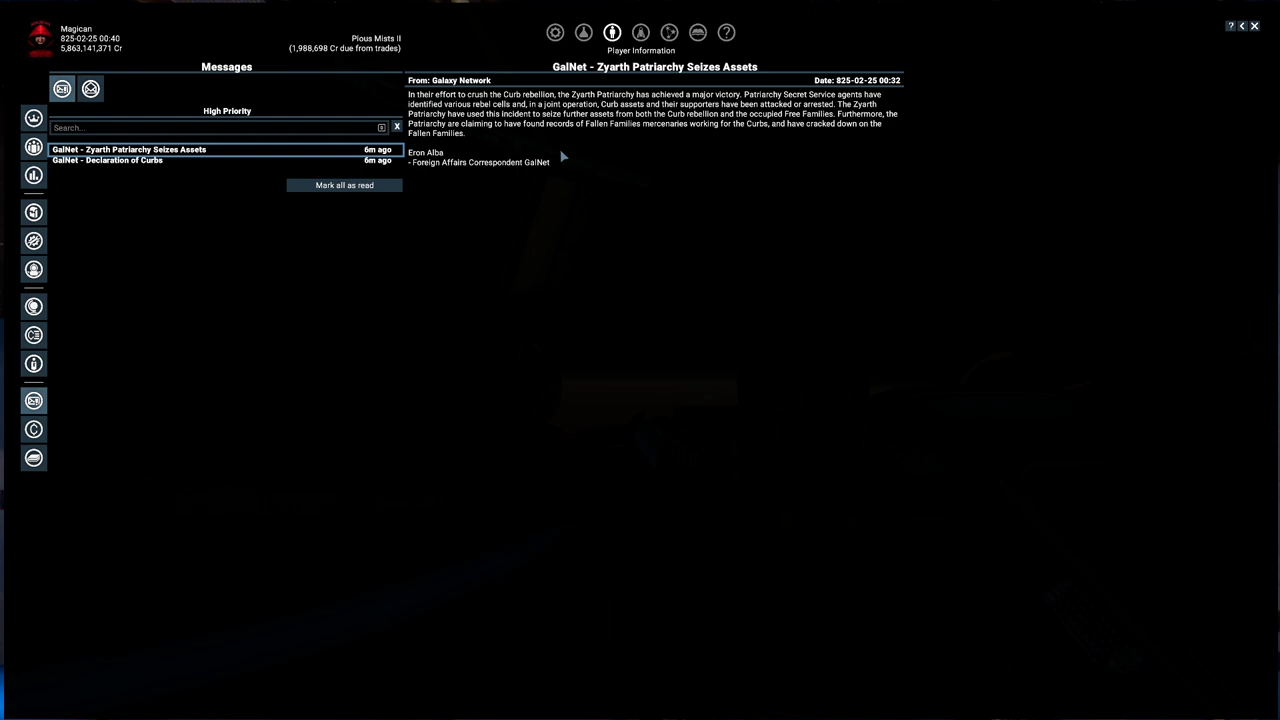 Magican
825-02-25 00:40
5,863,141,371 Cr
Pious Mists II
(1,988,698 Cr due from trades)
?
Player Information
? < X
Messages
High Priority
Search...
X
GalNet - Zyarth Patriarchy Seizes Assets 6m ago
GalNet - Declaration of Curbs 6m ago
Mark all as read
GalNet - Zyarth Patriarchy Seizes Assets
From: Galaxy Network Date: 825-02-25 00:32
In their effort to crush the Curb rebellion, the Zyarth Patriarchy has achieved a major victory. Patriarchy Secret Service agents have
identified various rebel cells and, in a joint operation, Curb assets and their supporters have been attacked or arrested. The Zyarth
Patriarchy have used this incident to seize further assets from both the Curb rebellion and the occupied Free Families. Furthermore, the
Patriarchy are claiming to have found records of Fallen Families mercenaries working for the Curbs, and have cracked down on the
Fallen Families.
Eron Alba
- Foreign Affairs Correspondent GalNet